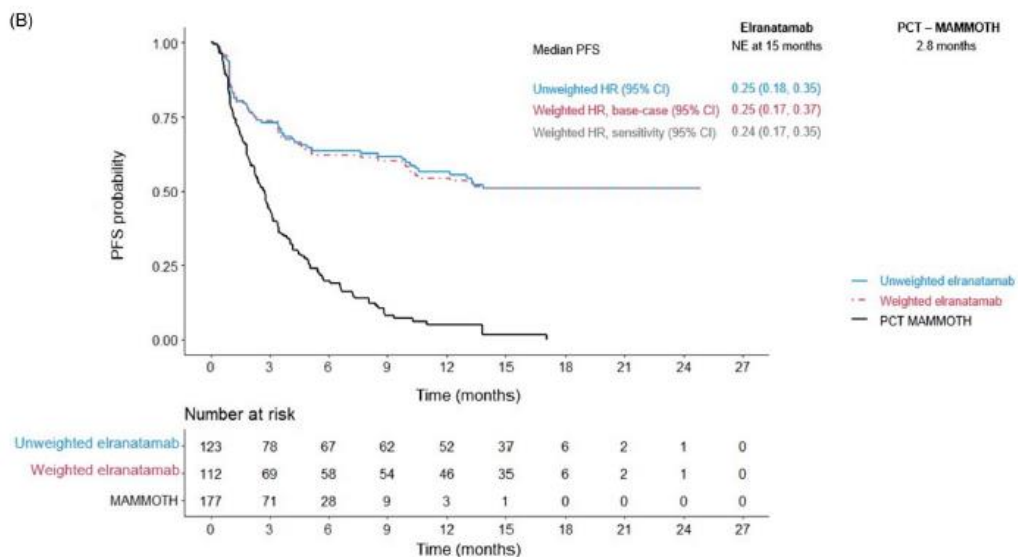 (B)
Elranatamab PCT – MAMMOTH
Median PFS NE at 15 months 2.8 months
Unweighted HR (95% CI) 0.25 (0.18, 0.35)
Weighted HR, base-case (95% CI) 0.25 (0.17, 0.37)
Weighted HR, sensitivity (95% CI) 0.24 (0.17, 0.35)
PFS probability
1.00
0.75
0.50
0.25
0.00
Unweighted elranatamab
Weighted elranatamab
PCT MAMMOTH
0 3 6 9 12 15 18 21 24 27
Time (months)
Number at risk
Unweighted elranatamab 123 78 67 62 52 37 6 2 1 0
Weighted elranatamab 112 69 58 54 46 35 6 2 1 0
MAMMOTH 177 71 28 9 3 1 0 0 0 0
0 3 6 9 12 15 18 21 24 27
Time (months)